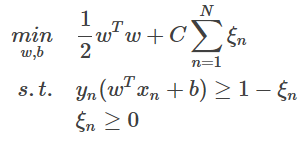 min w,b 1/2 w^T w + C ∑_{n=1}^{N} ξ_n
s.t. y_n(w^T x_n + b) ≥ 1 − ξ_n
ξ_n ≥ 0